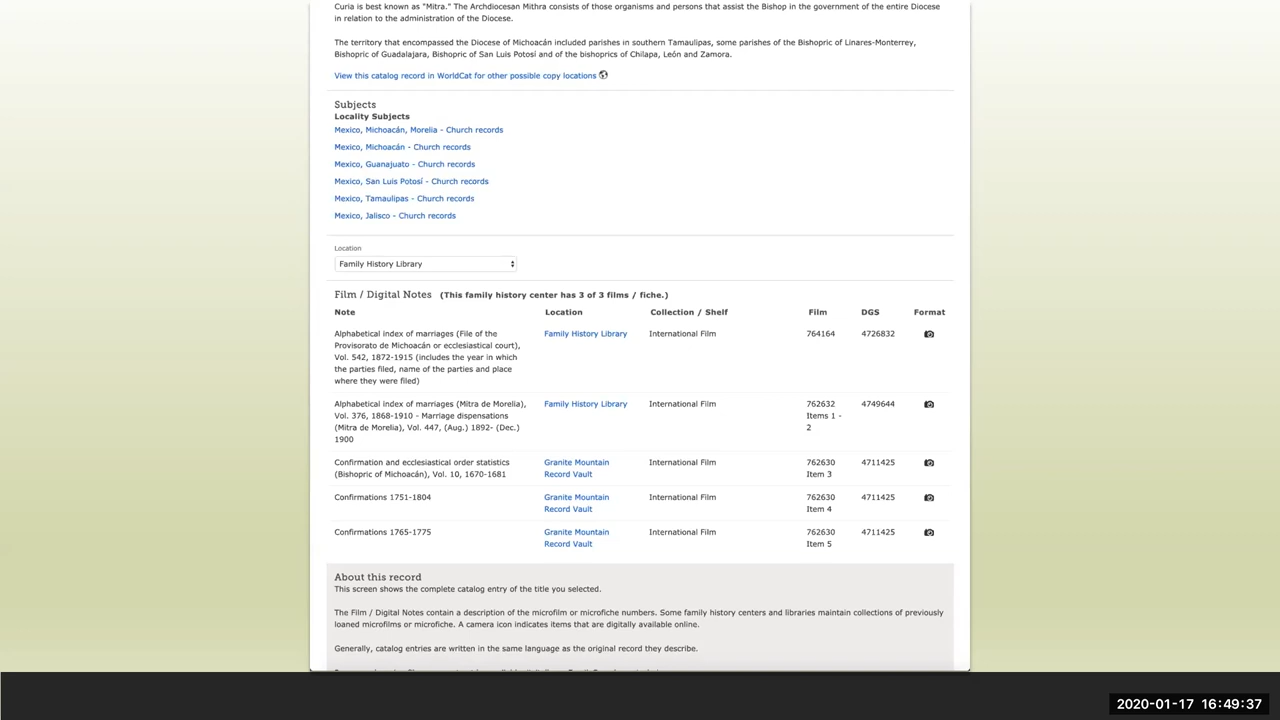 Curia is best known as "Mitra." The Archdiocesan Mithra consists of those organisms and persons that assist the Bishop in the government of the entire Diocese
in relation to the administration of the Diocese.
The territory that encompassed the Diocese of Michoacán included parishes in southern Tamaulipas, some parishes of the Bishopric of Linares-Monterrey,
Bishopric of Guadalajara, Bishopric of San Luis Potosí and of the bishoprics of Chilapa, León and Zamora.
View this catalog record in WorldCat for other possible copy locations
Subjects
Locality Subjects
Mexico, Michoacán, Morelia - Church records
Mexico, Michoacán - Church records
Mexico, Guanajuato - Church records
Mexico, San Luis Potosí - Church records
Mexico, Tamaulipas - Church records
Mexico, Jalisco - Church records
Location
Family History Library
Film / Digital Notes (This family history center has 3 of 3 films / fiche.)
Note Location Collection / Shelf Film DGS Format
Alphabetical index of marriages (File of the Family History Library International Film 764164 4726832
Provisorato de Michoacán or ecclesiastical court),
Vol. 542, 1872-1915 (includes the year in which
the parties filed, name of the parties and place
where they were filed)
Alphabetical index of marriages (Mitra de Morelia), Family History Library International Film 762632 4749644
Vol. 376, 1868-1910 - Marriage dispensations Items 1 -
(Mitra de Morelia), Vol. 447, (Aug.) 1892- (Dec.) 2
1900
Confirmation and ecclesiastical order statistics Granite Mountain International Film 762630 4711425
(Bishopric of Michoacán), Vol. 10, 1670-1681 Record Vault Item 3
Confirmations 1751-1804 Granite Mountain International Film 762630 4711425
Record Vault Item 4
Confirmations 1765-1775 Granite Mountain International Film 762630 4711425
Record Vault Item 5
About this record
This screen shows the complete catalog entry of the title you selected.
The Film / Digital Notes contain a description of the microfilm or microfiche numbers. Some family history centers and libraries maintain collections of previously
loaned microfilms or microfiche. A camera icon indicates items that are digitally available online.
Generally, catalog entries are written in the same language as the original record they describe.
2020-01-17 16:49:37